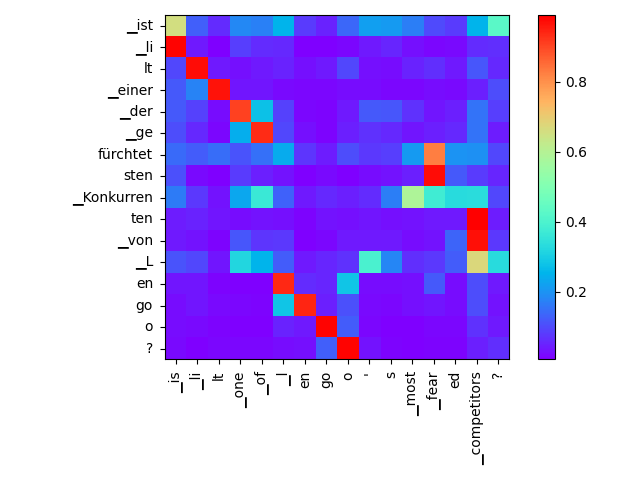 ▁ist
▁li
lt
▁einer
▁der
▁ge
fürchtet
sten
▁Konkurren
ten
▁von
▁L
en
go
o
?
▁is
▁li
lt
▁one
▁of
▁l
en
go
o
'
s
▁most
▁fear
ed
▁competitors
?
0.8
0.6
0.4
0.2